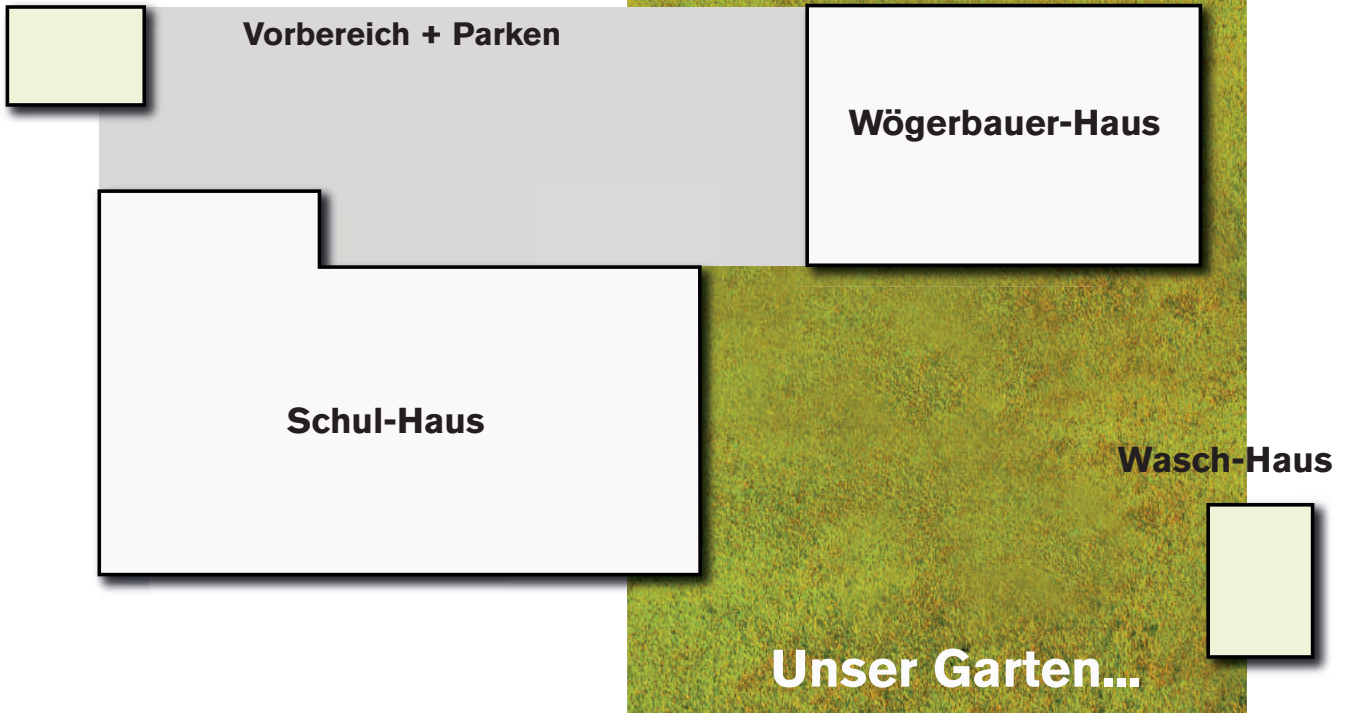 Vorbereich + Parken
Wögerbauer-Haus
Schul-Haus
Wasch-Haus
Unser Garten...